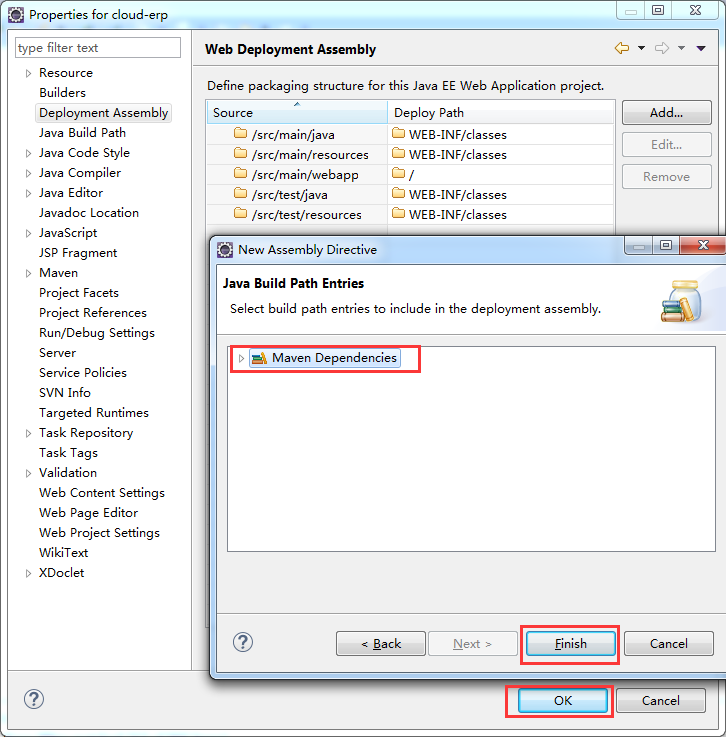 Properties for cloud-erp
type filter text
Resource
Builders
Deployment Assembly
Java Build Path
Java Code Style
Java Compiler
Java Editor
Javadoc Location
JavaScript
JSP Fragment
Maven
Project Facets
Project References
Run/Debug Settings
Server
Service Policies
SVN Info
Targeted Runtimes
Task Repository
Task Tags
Validation
Web Content Settings
Web Page Editor
Web Project Settings
WikiText
XDoclet
Web Deployment Assembly
Define packaging structure for this Java EE Web Application project.
Source Deploy Path
/src/main/java WEB-INF/classes
/src/main/resources WEB-INF/classes
/src/main/webapp /
/src/test/java WEB-INF/classes
/src/test/resources WEB-INF/classes
Add...
Edit...
Remove
New Assembly Directive
Java Build Path Entries
Select build path entries to include in the deployment assembly.
Maven Dependencies
? < Back Next > Finish Cancel
? OK Cancel